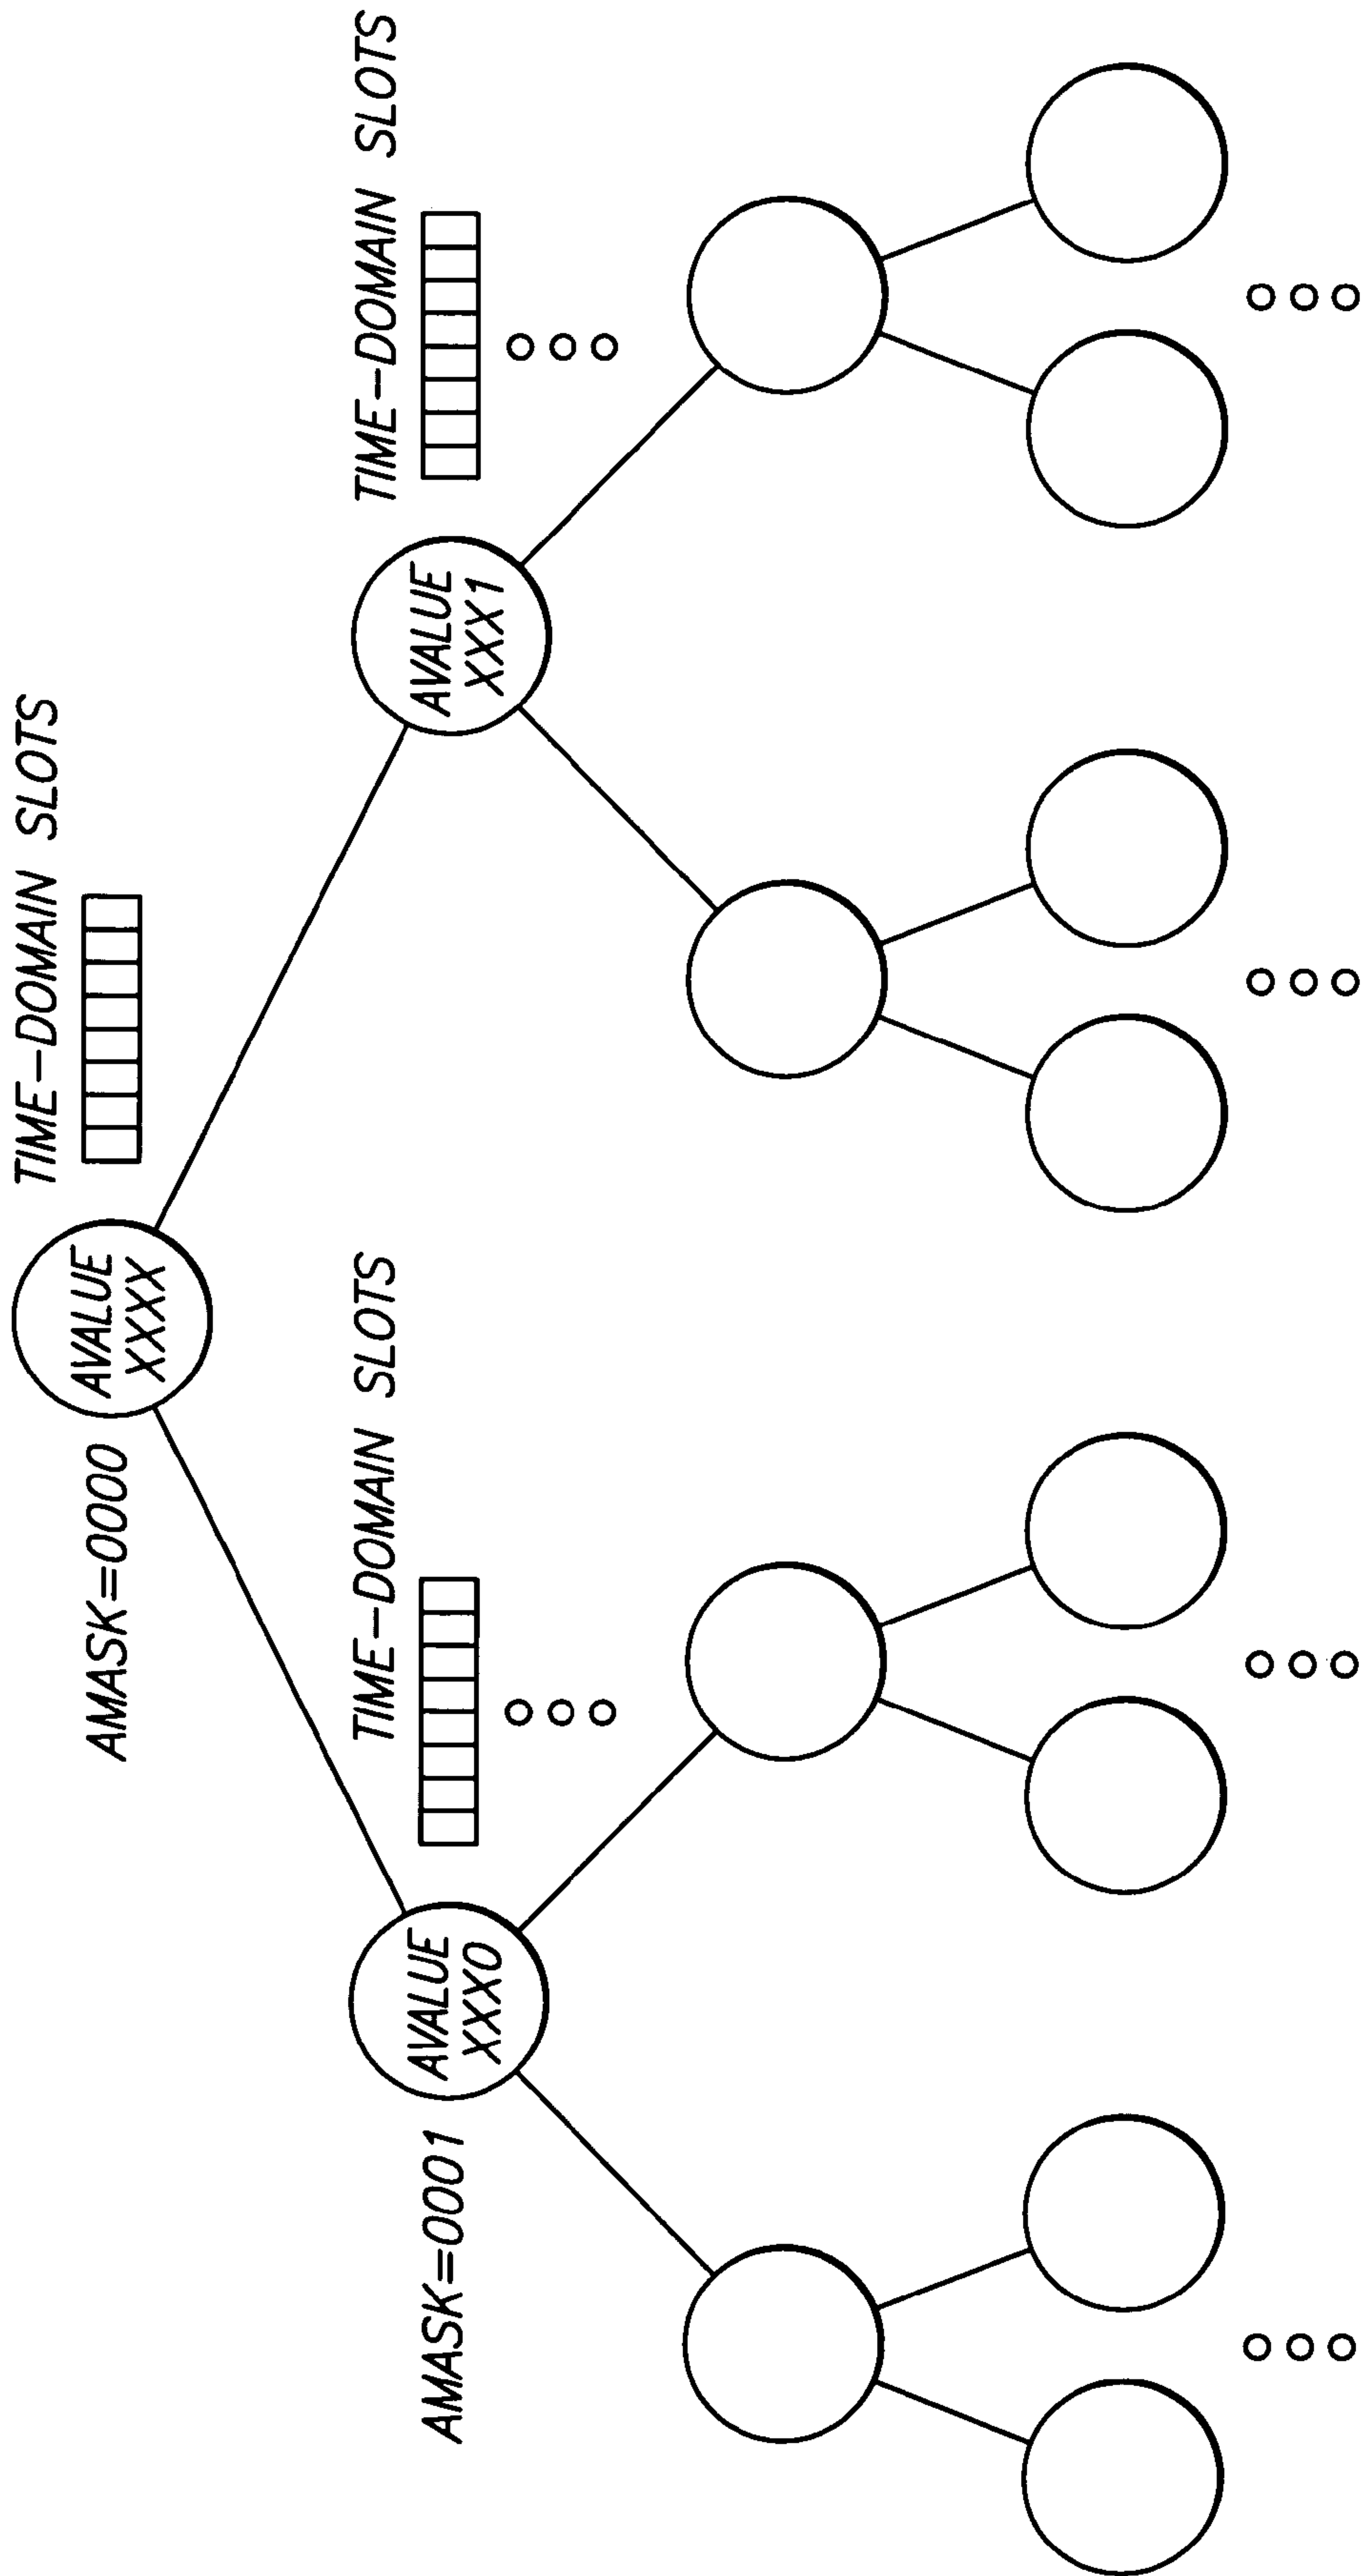 TIME-DOMAIN SLOTS
AMASK=0000
AVALUE
XXXX
TIME-DOMAIN SLOTS
TIME-DOMAIN SLOTS
AMASK=0001
AVALUE
XXX0
AVALUE
XXX1